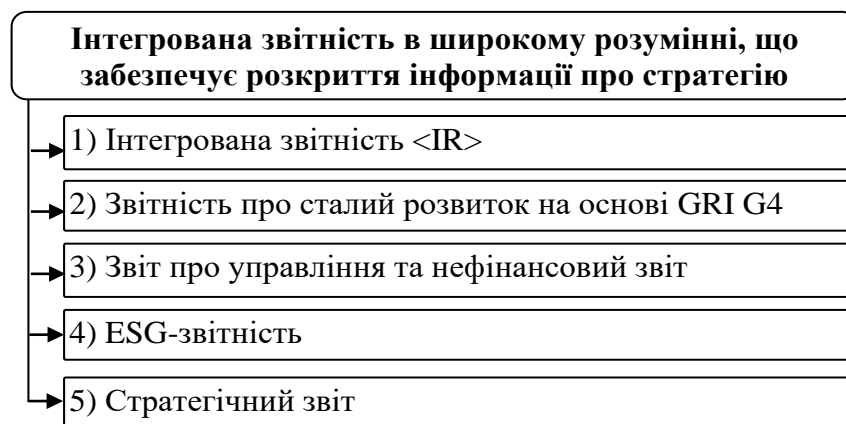 Інтегрована звітність в широкому розумінні, що
забезпечує розкриття інформації про стратегію
1) Інтегрована звітність <IR>
2) Звітність про сталий розвиток на основі GRI G4
3) Звіт про управління та нефінансовий звіт
4) ESG-звітність
5) Стратегічний звіт